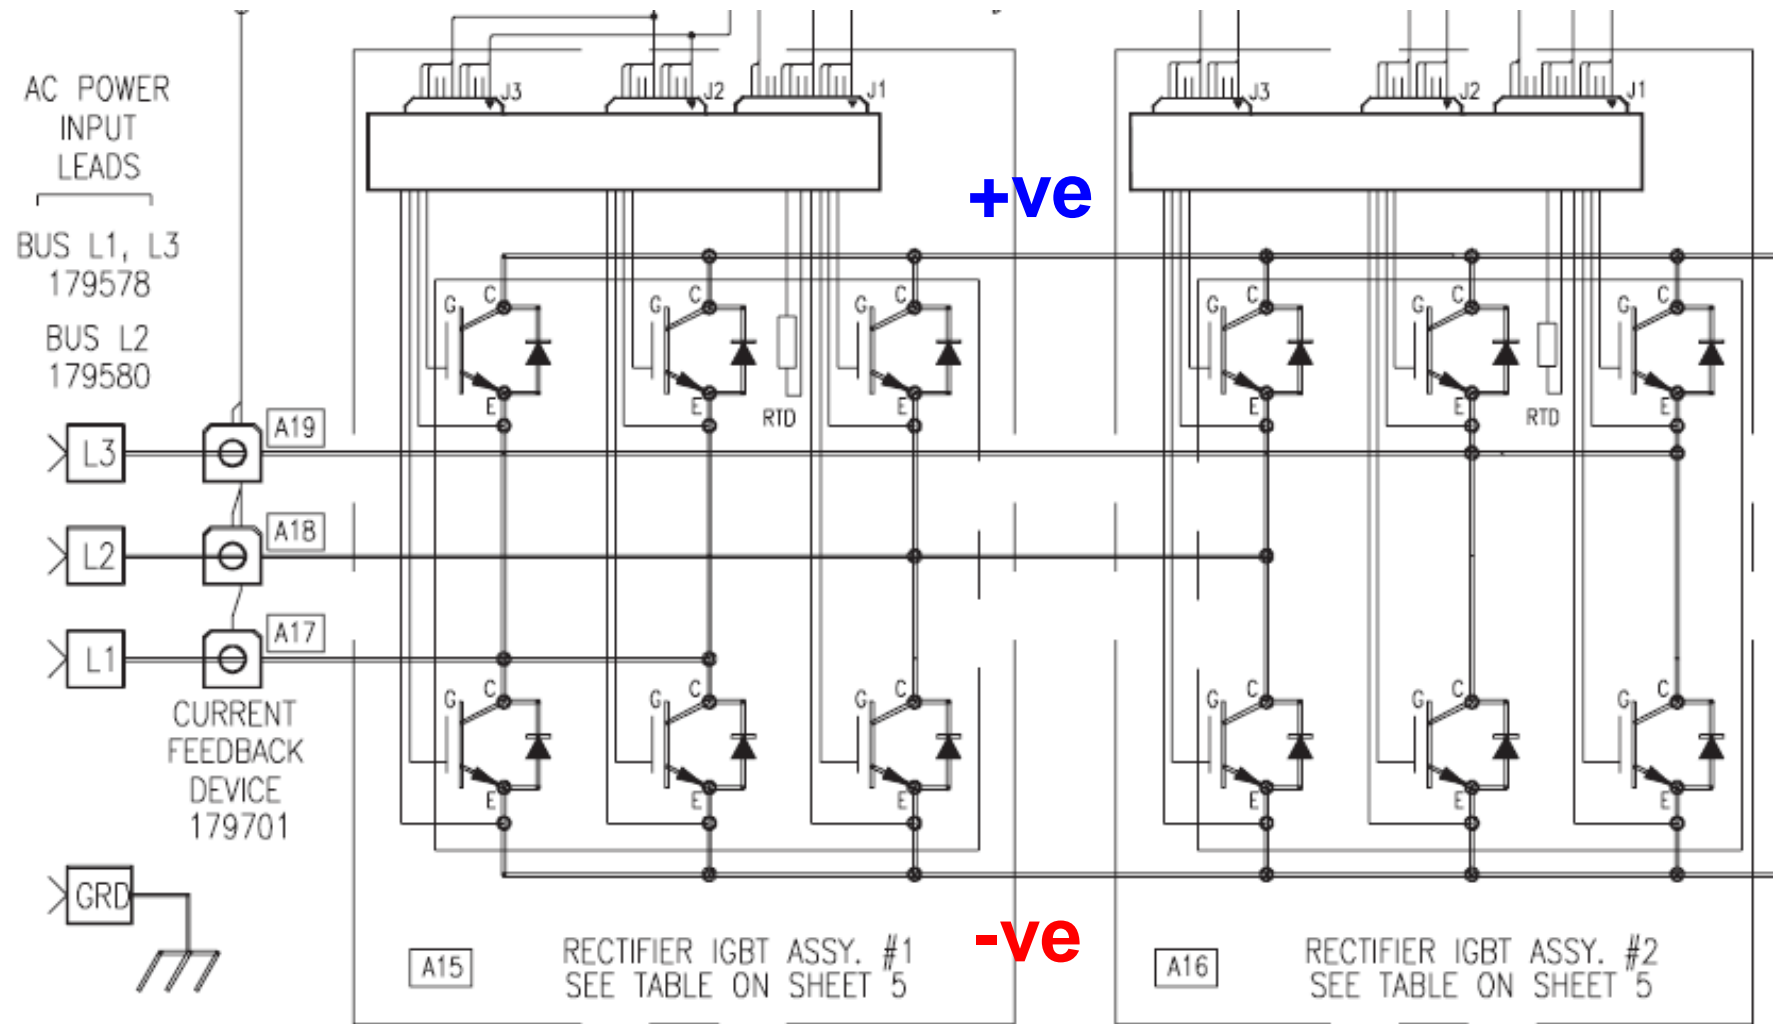 AC POWER
INPUT
LEADS
BUS L1, L3
179578
BUS L2
179580
L3
A19
L2
A18
L1
A17
CURRENT
FEEDBACK
DEVICE
179701
GRD
J3
J2
J1
J3
J2
J1
+ve
G C
G C
G C
G C
G C
G C
E
E
RTD
E
E
E
RTD
E
G C
G C
G C
G C
G C
G C
E
E
E
E
E
E
-ve
A15
RECTIFIER IGBT ASSY. #1
SEE TABLE ON SHEET 5
A16
RECTIFIER IGBT ASSY. #2
SEE TABLE ON SHEET 5